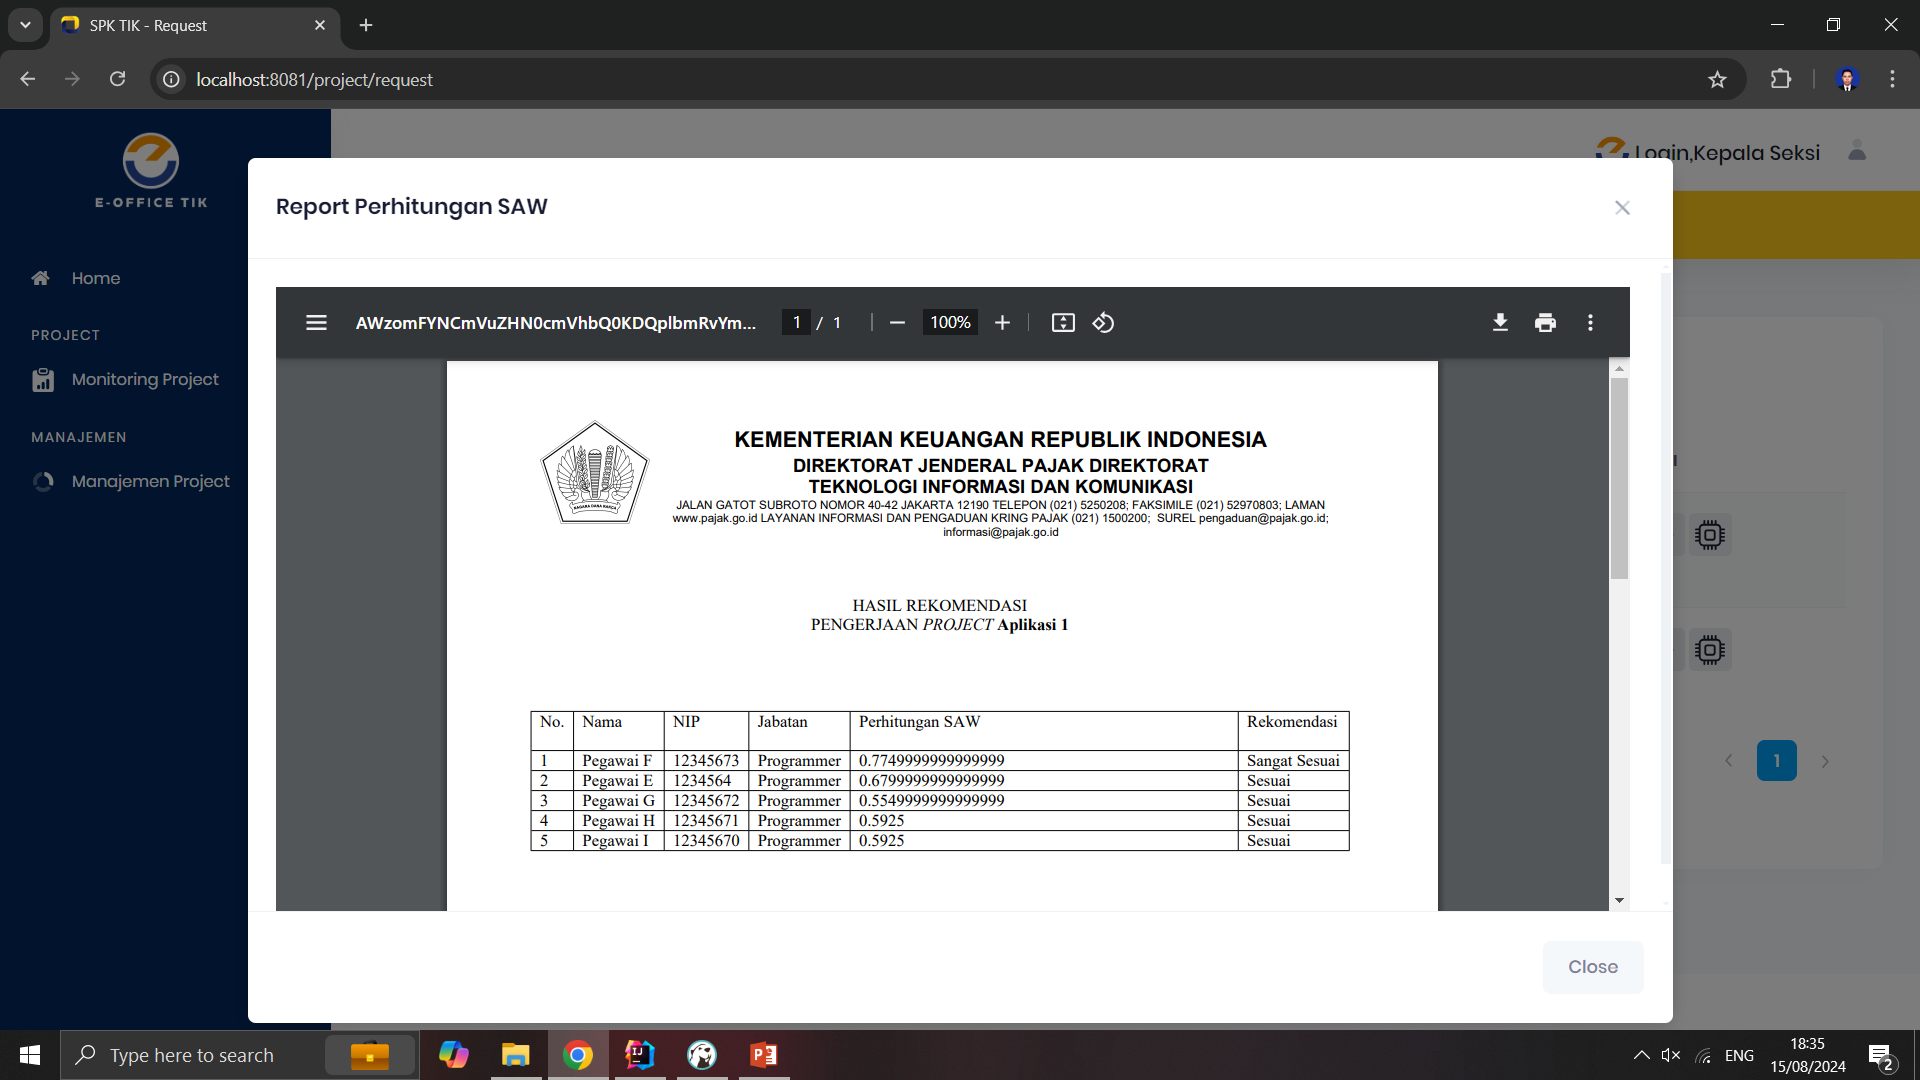 SPK TIK - Request
localhost:8081/project/request
E-OFFICE TIK
Login,Kepala Seksi
Home
PROJECT
Monitoring Project
MANAJEMEN
Manajemen Project
Report Perhitungan SAW
AWzomFYNCmVuZHN0cmVhbQ0KDQplbmRvYm... 1 / 1 100%
KEMENTERIAN KEUANGAN REPUBLIK INDONESIA
DIREKTORAT JENDERAL PAJAK DIREKTORAT
TEKNOLOGI INFORMASI DAN KOMUNIKASI
JALAN GATOT SUBROTO NOMOR 40-42 JAKARTA 12190 TELEPON (021) 5250208; FAKSIMILE (021) 52970803; LAMAN
www.pajak.go.id LAYANAN INFORMASI DAN PENGADUAN KRING PAJAK (021) 1500200; SUREL pengaduan@pajak.go.id;
informasi@pajak.go.id
HASIL REKOMENDASI
PENGERJAAN PROJECT Aplikasi 1
No. Nama NIP Jabatan Perhitungan SAW Rekomendasi
1 Pegawai F 12345673 Programmer 0.7749999999999999 Sangat Sesuai
2 Pegawai E 1234564 Programmer 0.6799999999999999 Sesuai
3 Pegawai G 12345672 Programmer 0.5549999999999999 Sesuai
4 Pegawai H 12345671 Programmer 0.5925 Sesuai
5 Pegawai I 12345670 Programmer 0.5925 Sesuai
1
Close
Type here to search
ENG
18:35
15/08/2024
2